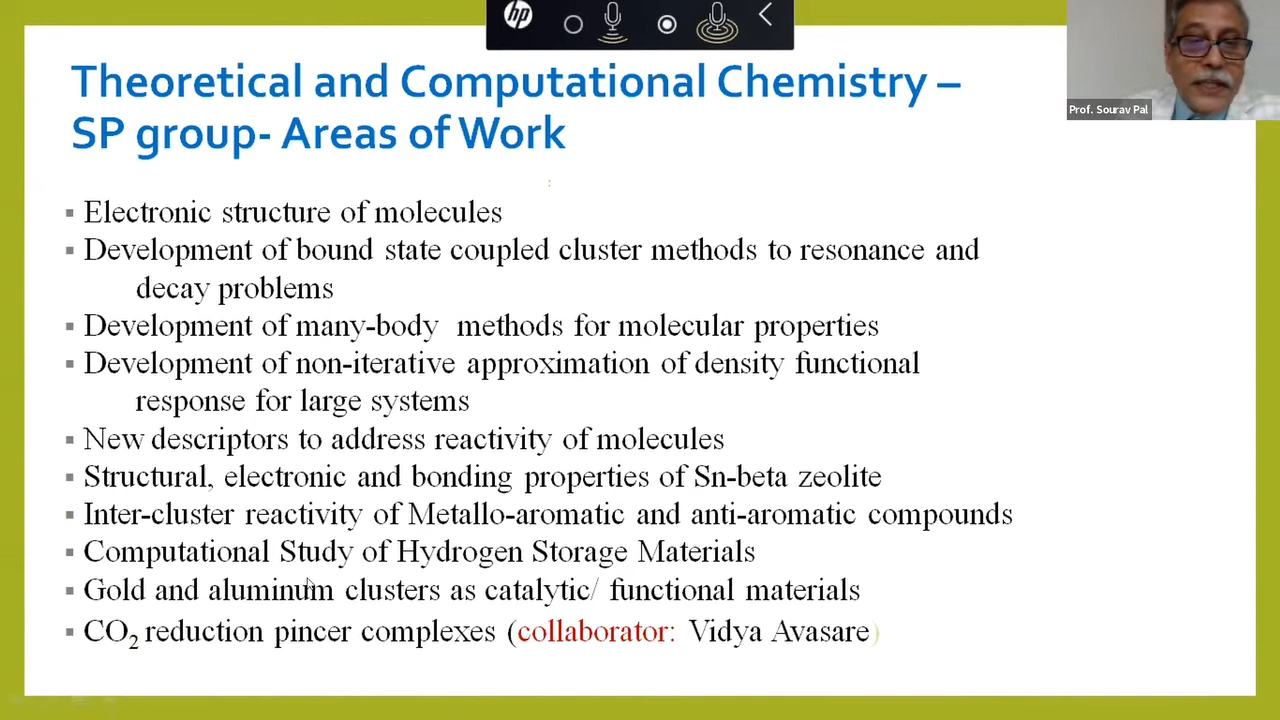 hp
Prof. Sourav Pal
Theoretical and Computational Chemistry –
SP group- Areas of Work
▪ Electronic structure of molecules
▪ Development of bound state coupled cluster methods to resonance and
decay problems
▪ Development of many-body methods for molecular properties
▪ Development of non-iterative approximation of density functional
response for large systems
▪ New descriptors to address reactivity of molecules
▪ Structural, electronic and bonding properties of Sn-beta zeolite
▪ Inter-cluster reactivity of Metallo-aromatic and anti-aromatic compounds
▪ Computational Study of Hydrogen Storage Materials
▪ Gold and aluminum clusters as catalytic/ functional materials
▪ CO2 reduction pincer complexes (collaborator: Vidya Avasare)